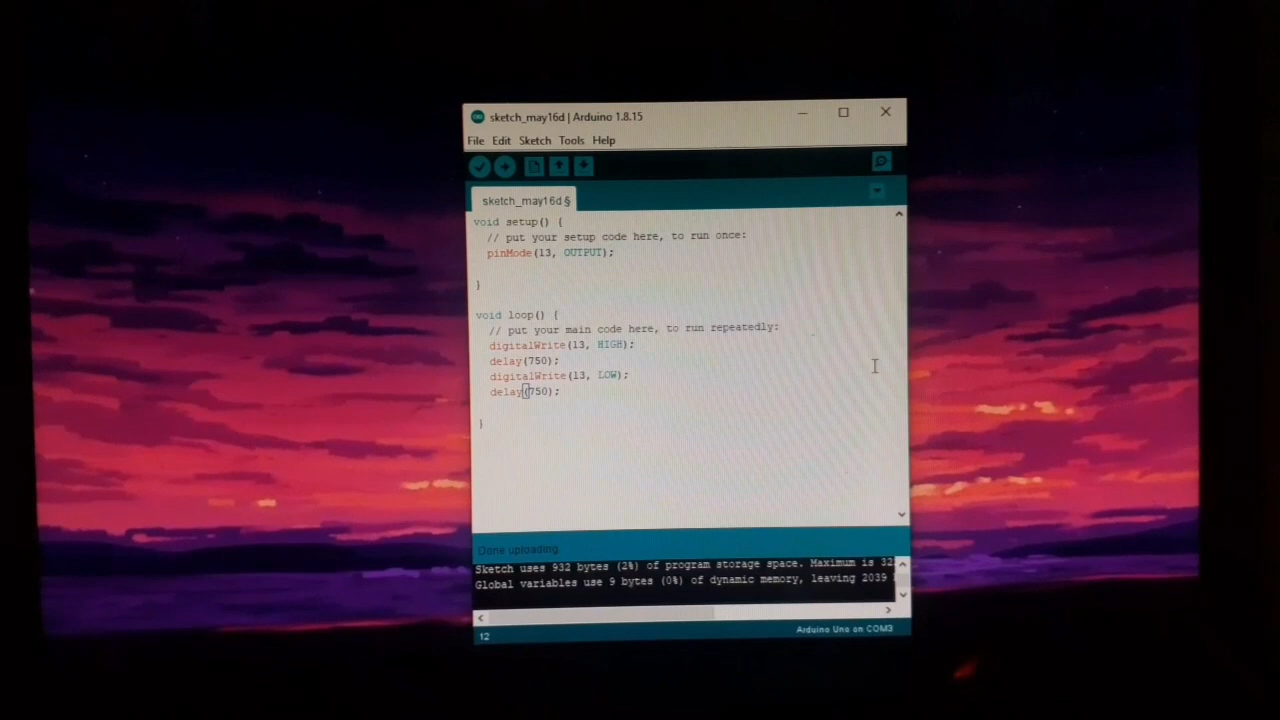 sketch_may16d | Arduino 1.8.15
File Edit Sketch Tools Help
sketch_may16d §
void setup() {
// put your setup code here, to run once:
pinMode(13, OUTPUT);
}
void loop() {
// put your main code here, to run repeatedly:
digitalWrite(13, HIGH);
delay(750);
digitalWrite(13, LOW);
delay(750);
}
Done uploading.
Sketch uses 932 bytes (2%) of program storage space. Maximum is 32
Global variables use 9 bytes (0%) of dynamic memory, leaving 2039
12
Arduino Uno on COM3